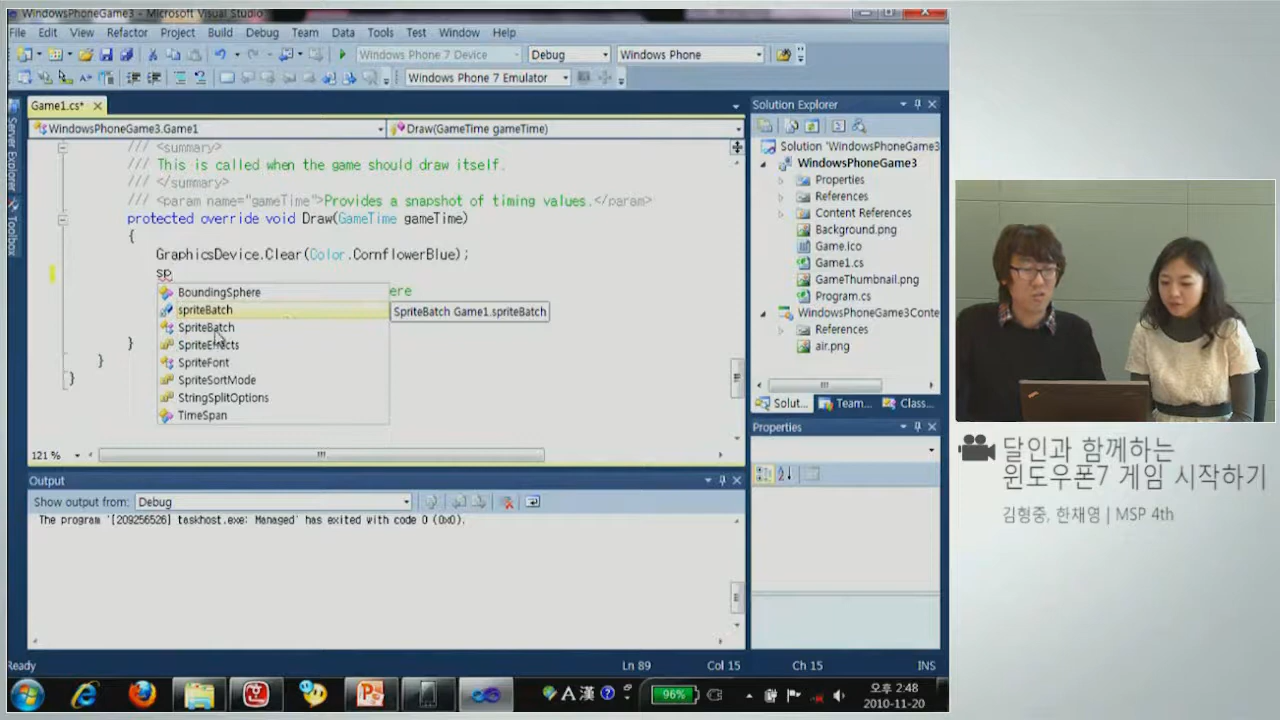 WindowsPhoneGame3 - Microsoft Visual Studio
File Edit View Refactor Project Build Debug Team Data Tools Test Window Help
Windows Phone 7 Device Debug Windows Phone
Windows Phone 7 Emulator
Server Explorer
Toolbox
Game1.cs*
WindowsPhoneGame3.Game1
Draw(GameTime gameTime)
/// <summary>
/// This is called when the game should draw itself.
/// </summary>
/// <param name="gameTime">Provides a snapshot of timing values.</param>
protected override void Draw(GameTime gameTime)
{
GraphicsDevice.Clear(Color.CornflowerBlue);
sp
ere
BoundingSphere
spriteBatch
SpriteBatch Game1.spriteBatch
SpriteBatch
SpriteEffects
SpriteFont
SpriteSortMode
StringSplitOptions
TimeSpan
}
}
}
121 %
Output
Show output from: Debug
The program '[209256526] taskhost.exe: Managed' has exited with code 0 (0x0).
Solution Explorer
Solution 'WindowsPhoneGame3
WindowsPhoneGame3
Properties
References
Content References
Background.png
Game.ico
Game1.cs
GameThumbnail.png
Program.cs
WindowsPhoneGame3Conte
References
air.png
Solut... Team... Class...
Properties
Ready
Ln 89 Col 15 Ch 15 INS
A 漢
96%
오후 2:48
2010-11-20
달인과 함께하는
윈도우폰7 게임 시작하기
김형중, 한채영 | MSP 4th